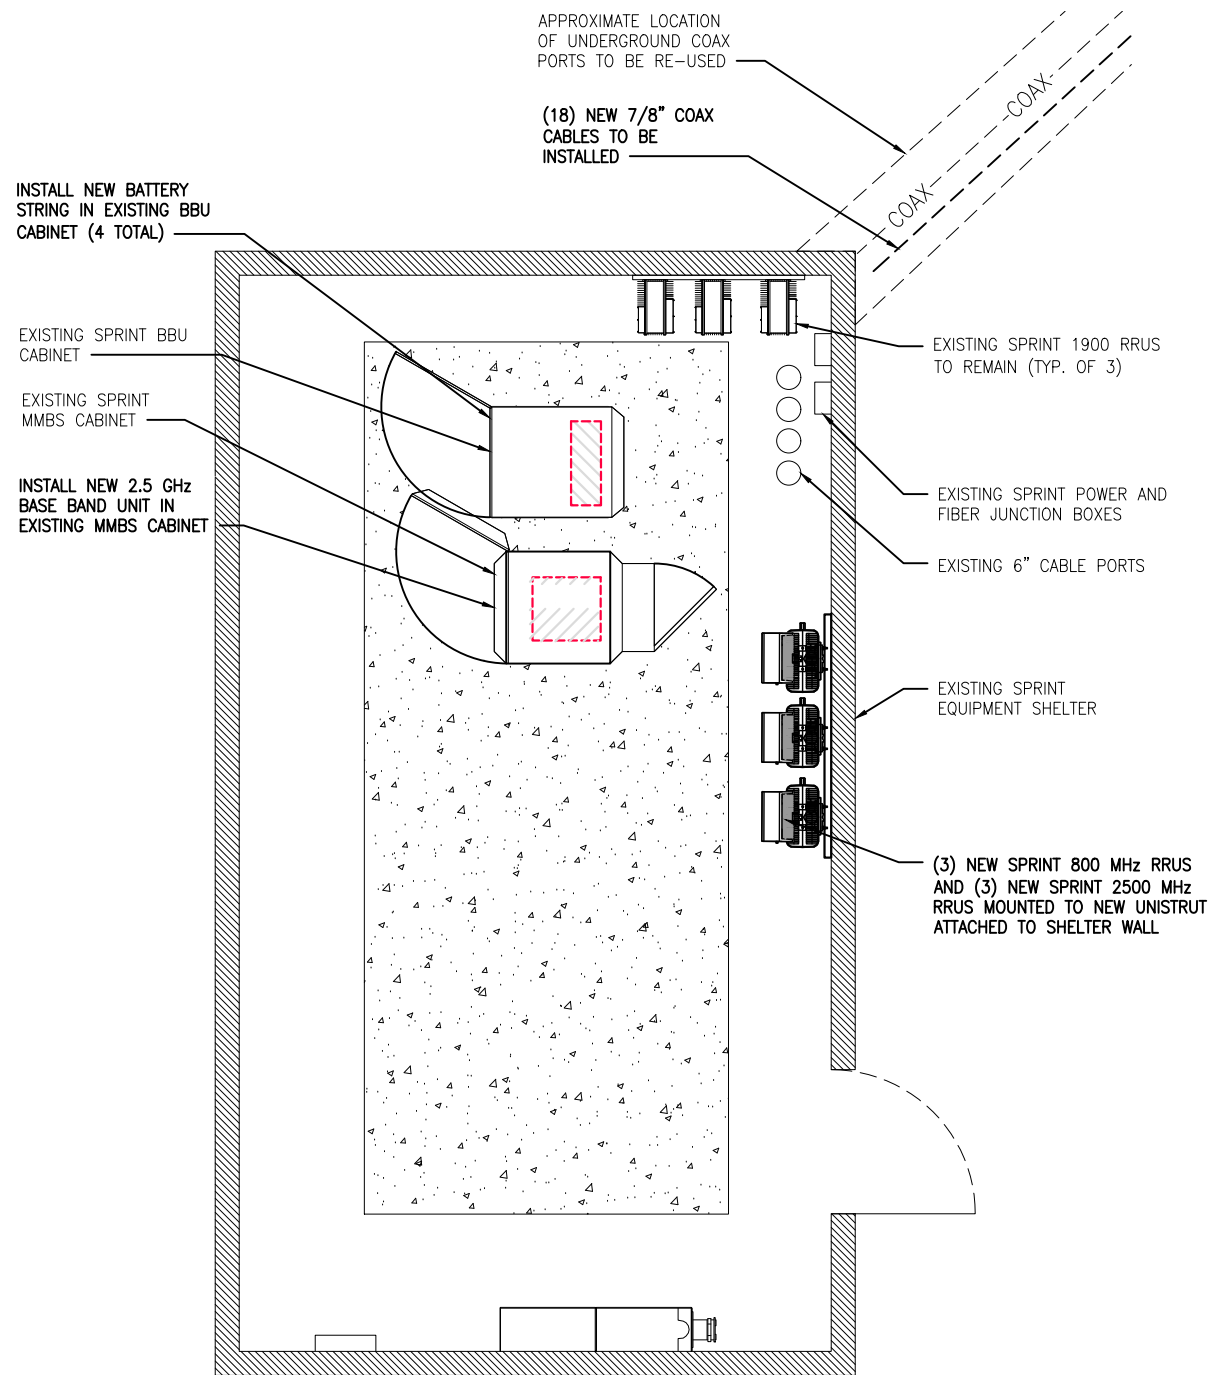 APPROXIMATE LOCATION
OF UNDERGROUND COAX
PORTS TO BE RE-USED
(18) NEW 7/8" COAX
CABLES TO BE
INSTALLED
COAX
COAX
INSTALL NEW BATTERY
STRING IN EXISTING BBU
CABINET (4 TOTAL)
EXISTING SPRINT BBU
CABINET
EXISTING SPRINT
MMBS CABINET
INSTALL NEW 2.5 GHz
BASE BAND UNIT IN
EXISTING MMBS CABINET
EXISTING SPRINT 1900 RRUS
TO REMAIN (TYP. OF 3)
EXISTING SPRINT POWER AND
FIBER JUNCTION BOXES
EXISTING 6" CABLE PORTS
EXISTING SPRINT
EQUIPMENT SHELTER
(3) NEW SPRINT 800 MHz RRUS
AND (3) NEW SPRINT 2500 MHz
RRUS MOUNTED TO NEW UNISTRUT
ATTACHED TO SHELTER WALL